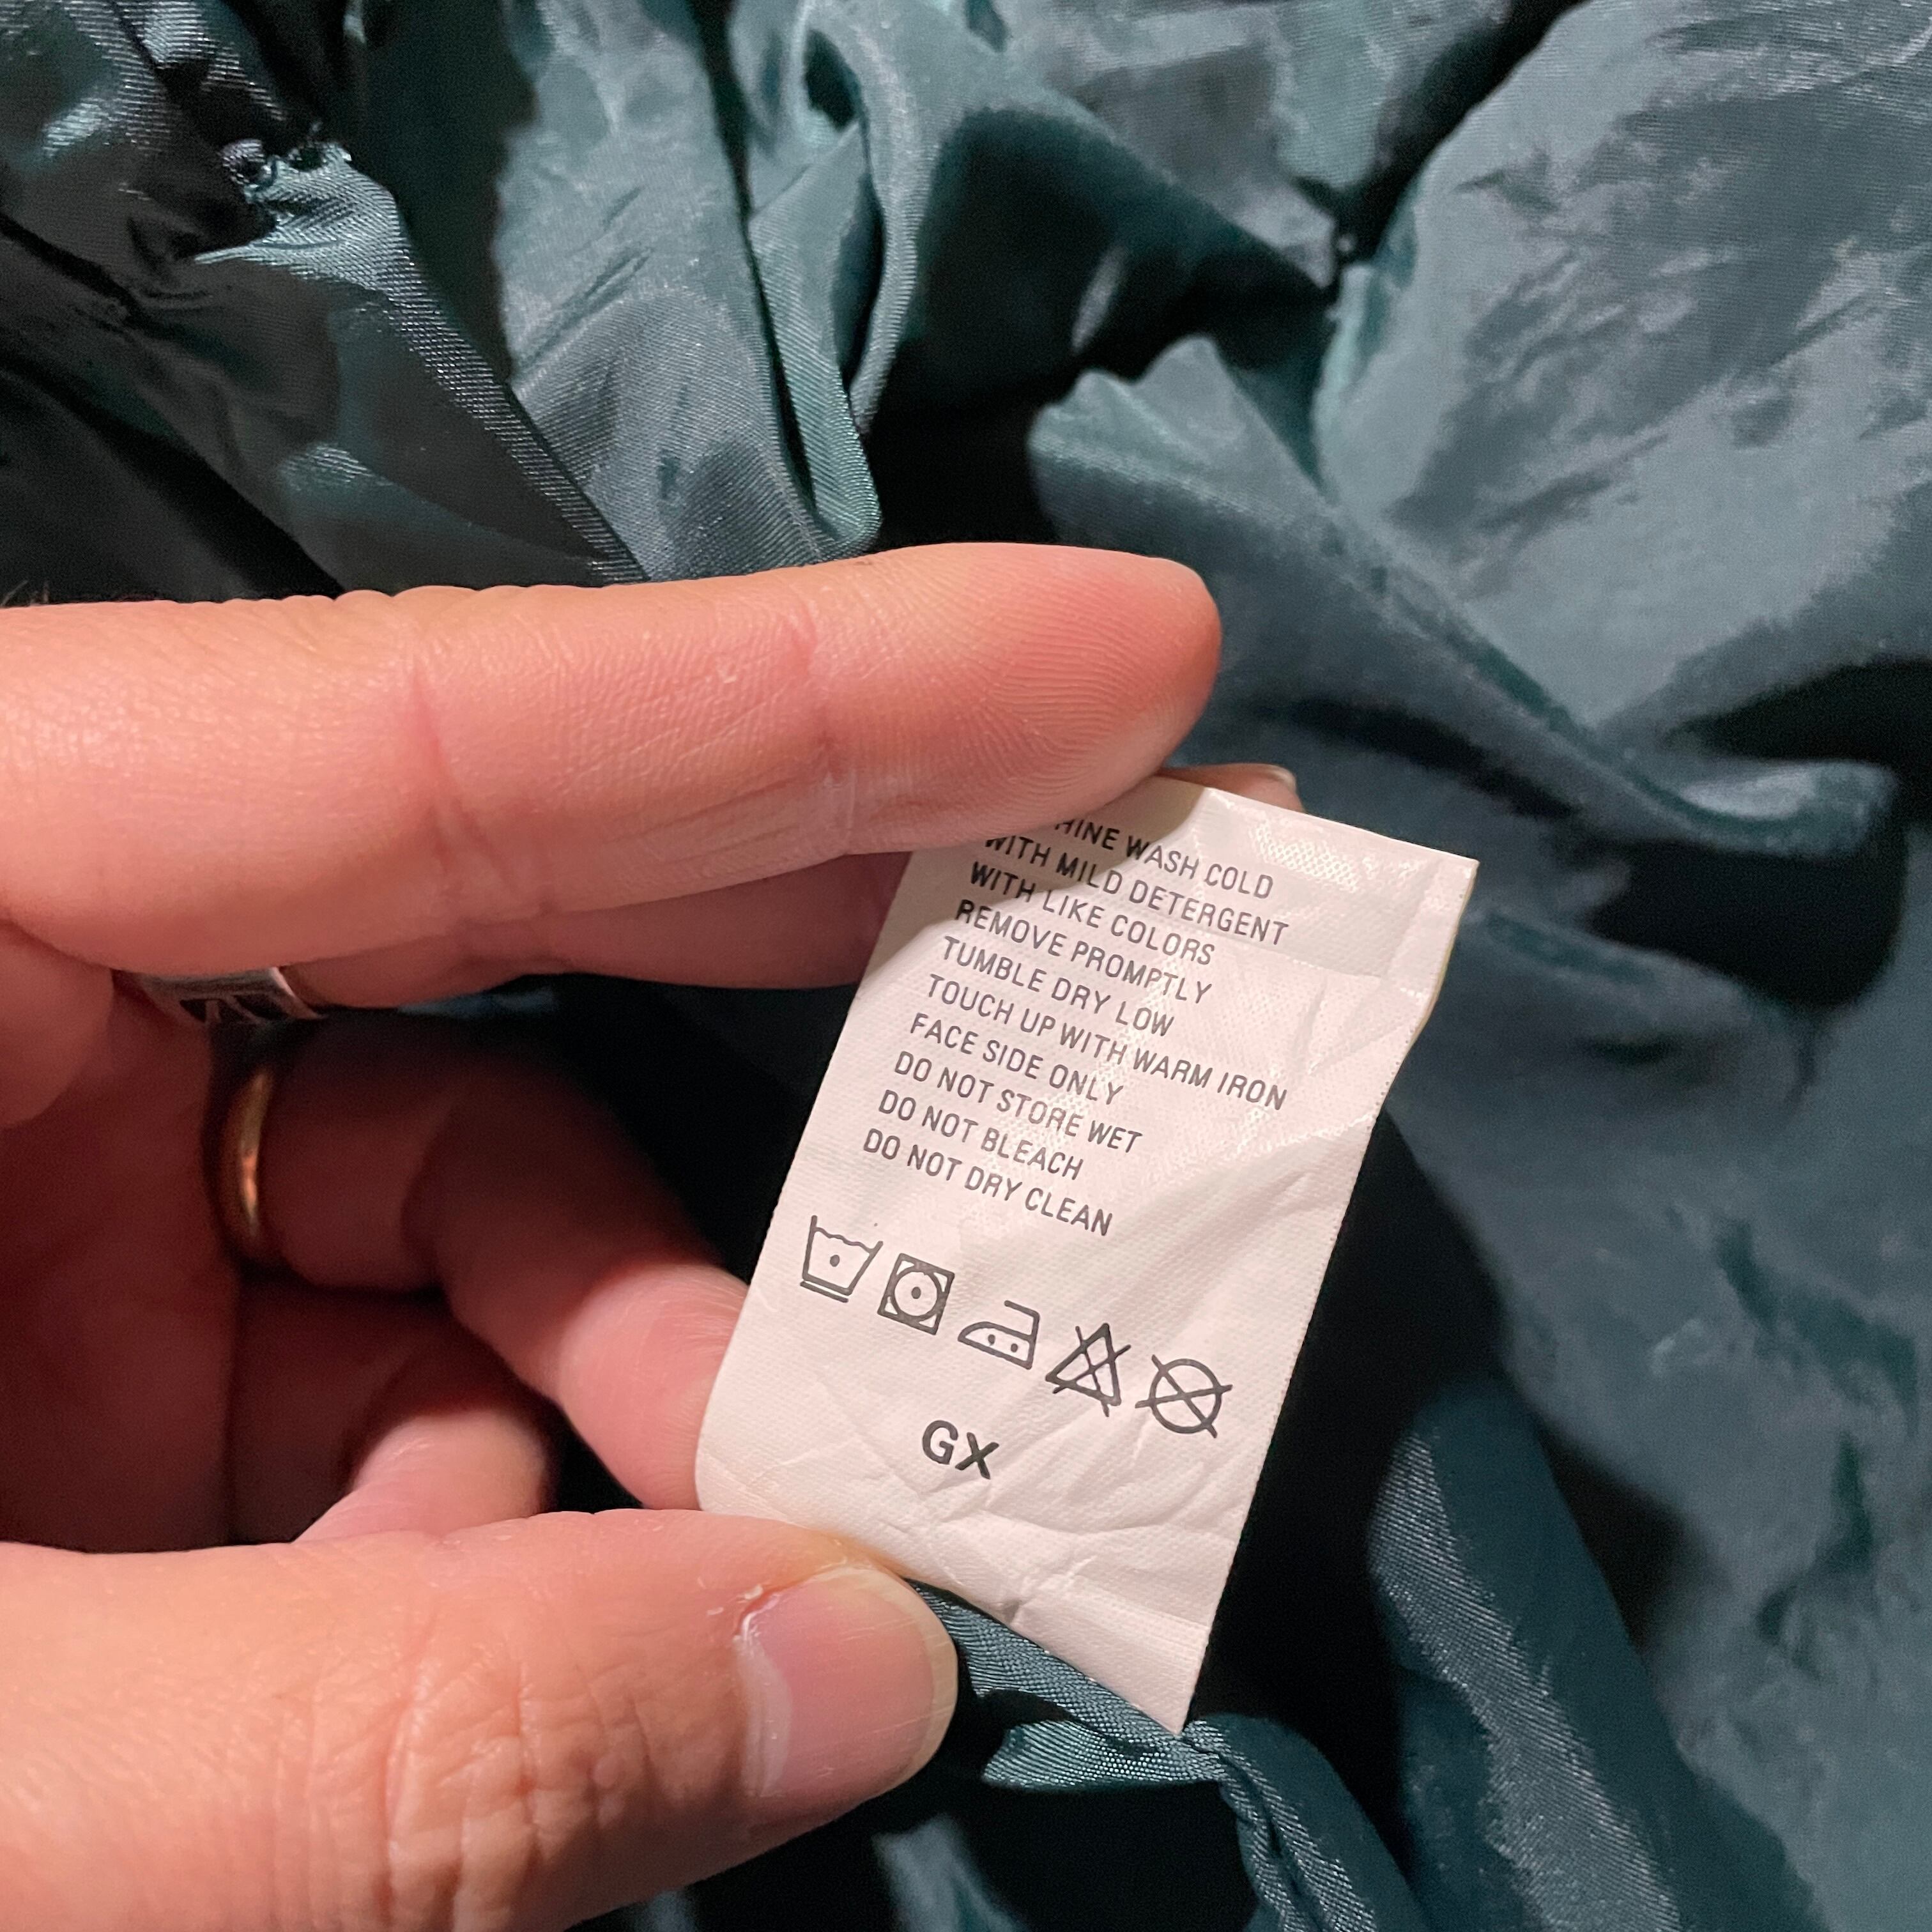 HINE WASH COLD
WITH MILD DETERGENT
WITH LIKE COLORS
REMOVE PROMPTLY
TUMBLE DRY LOW
TOUCH UP WITH WARM IRON
FACE SIDE ONLY
DO NOT STORE WET
DO NOT BLEACH
DO NOT DRY CLEAN
GX